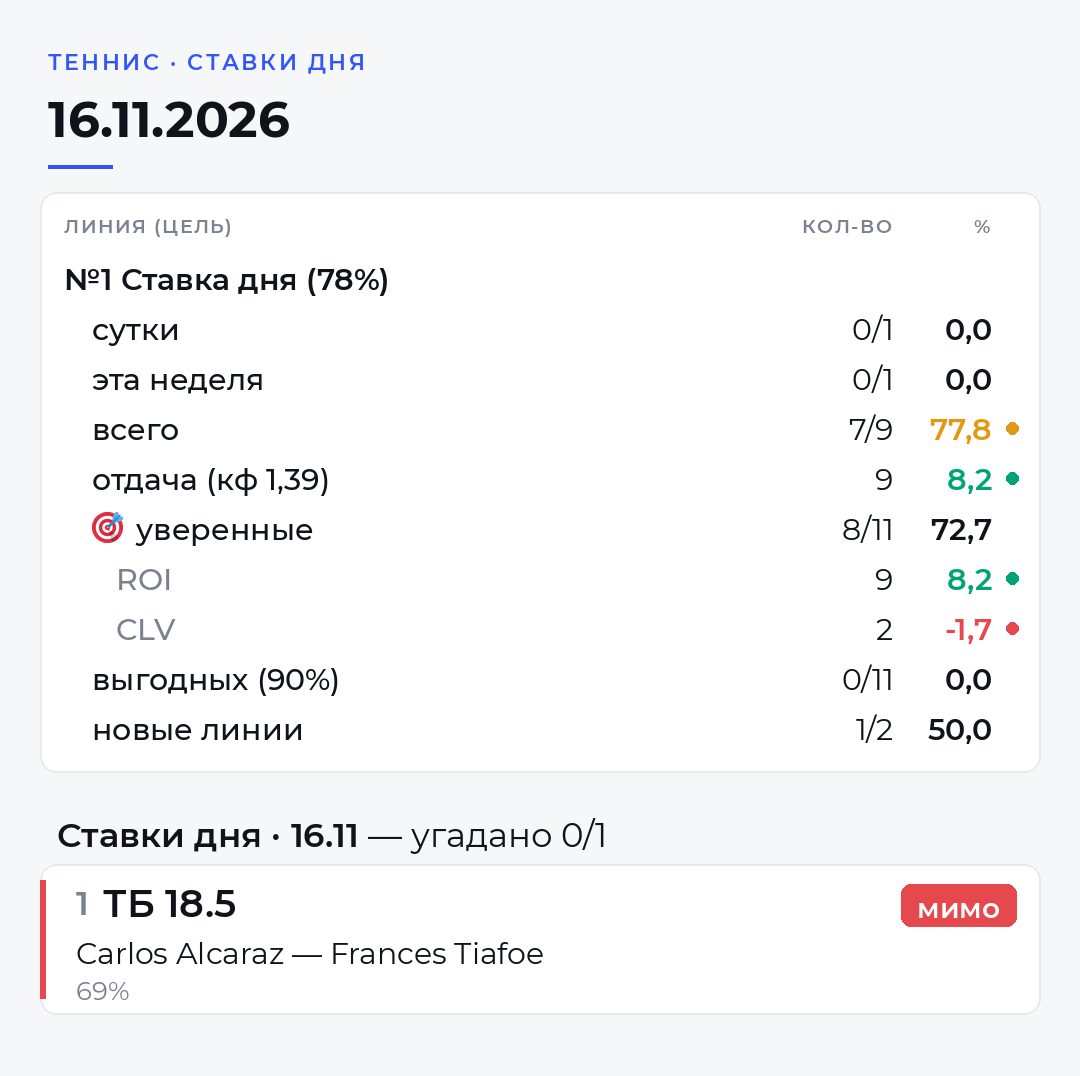 ТЕННИС · СТАВКИ ДНЯ
16.11.2026
ЛИНИЯ (ЦЕЛЬ) КОЛ-ВО %
№1 Ставка дня (78%)
сутки 0/1 0,0
эта неделя 0/1 0,0
всего 7/9 77,8
отдача (кф 1,39) 9 8,2
уверенные 8/11 72,7
ROI 9 8,2
CLV 2 -1,7
выгодных (90%) 0/11 0,0
новые линии 1/2 50,0
Ставки дня · 16.11 — угадано 0/1
1 ТБ 18.5 мимо
Carlos Alcaraz — Frances Tiafoe
69%